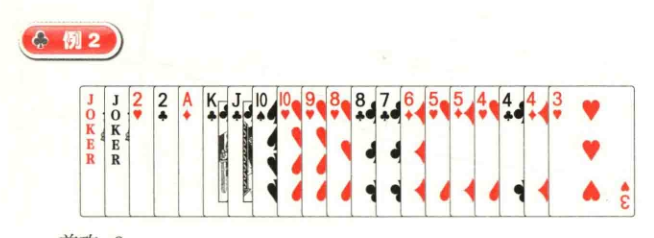 ♣ 例 2
JOKER JOKER 2♥ 2♣ A♦ K♣ J♣ 10♠ 10♥ 9♥ 8♥ 8♣ 7♣ 6♦ 5♥ 5♦ 4♥ 4♣ 4♦ 3♥
3